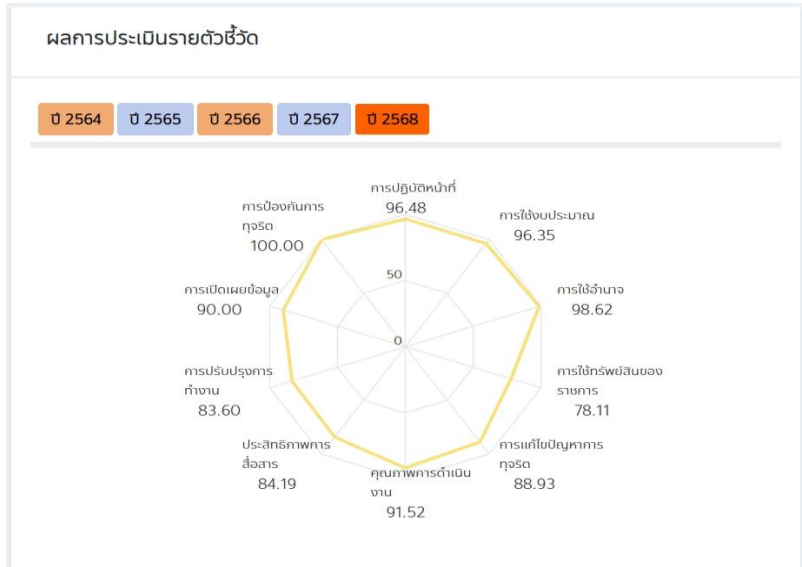 ผลการประเมินรายตัวชี้วัด
ปี 2564 ปี 2565 ปี 2566 ปี 2567 ปี 2568
การปฏิบัติหน้าที่
96.48
การใช้งบประมาณ
96.35
การใช้อำนาจ
98.62
การใช้ทรัพย์สินของ
ราชการ
78.11
การแก้ไขปัญหาการ
ทุจริต
88.93
คุณภาพการดำเนิน
งาน
91.52
ประสิทธิภาพการ
สื่อสาร
84.19
การปรับปรุงการ
ทำงาน
83.60
การเปิดเผยข้อมูล
90.00
การป้องกันการ
ทุจริต
100.00
50
0